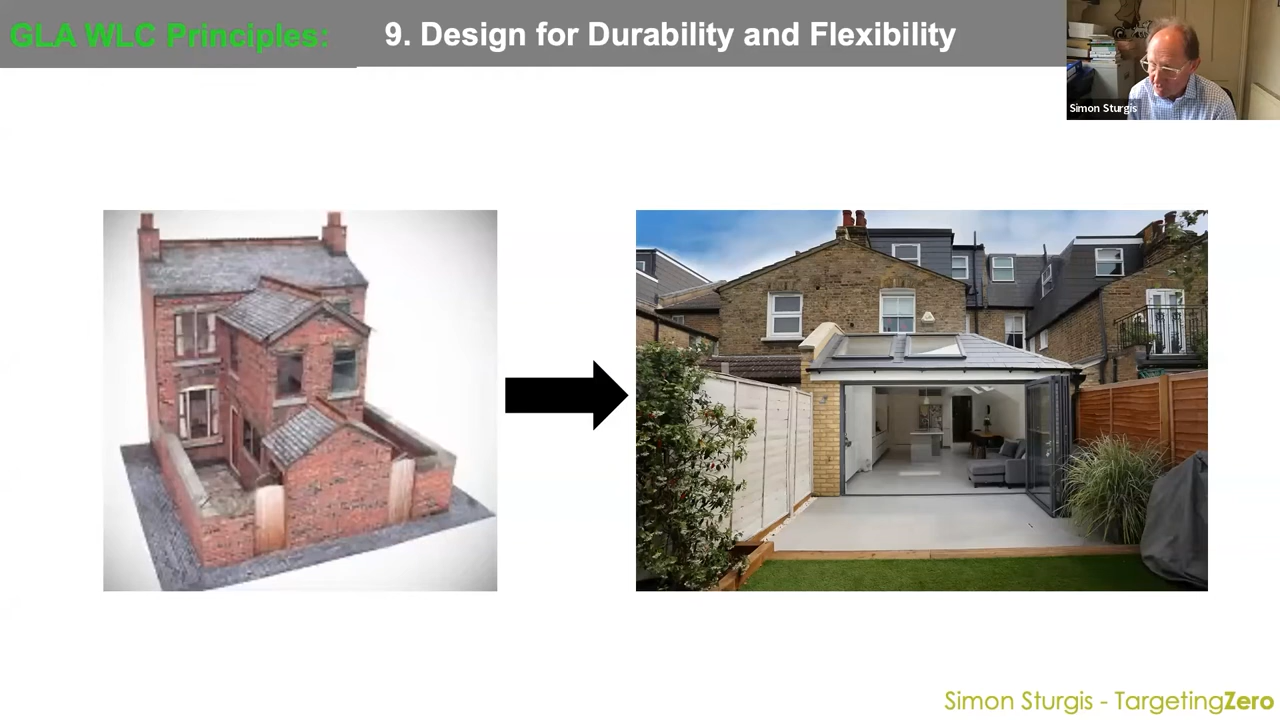 GLA WLC Principles: 9. Design for Durability and Flexibility
Simon Sturgis
Simon Sturgis - TargetingZero